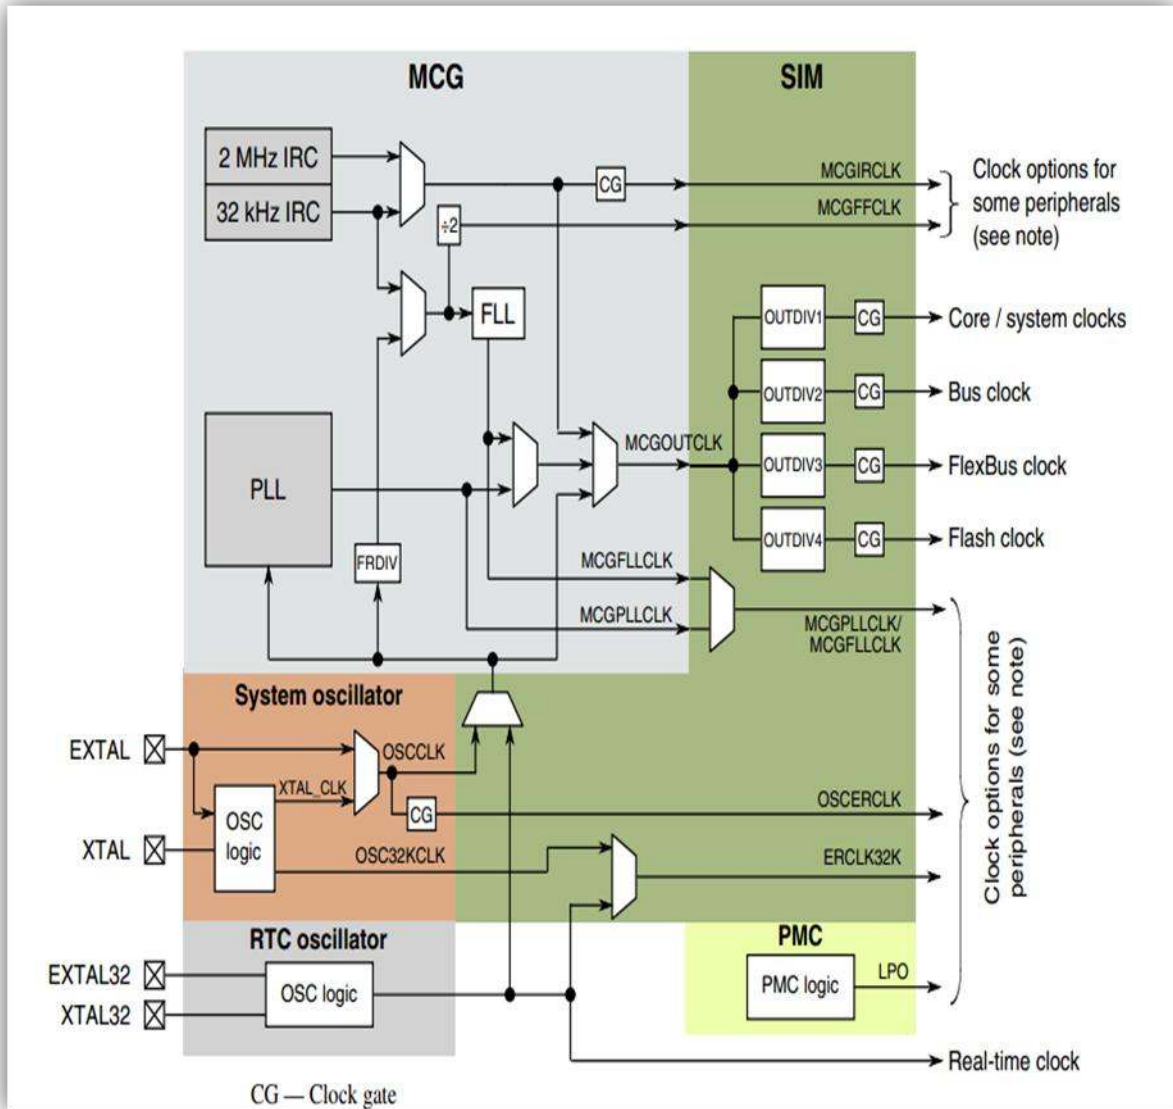 MCG
SIM
2 MHz IRC
32 kHz IRC
÷2
CG
MCGIRCLK
MCGFFCLK
Clock options for
some peripherals
(see note)
FLL
OUTDIV1
CG
Core / system clocks
OUTDIV2
CG
Bus clock
MCGOUTCLK
OUTDIV3
CG
FlexBus clock
PLL
OUTDIV4
CG
Flash clock
FRDIV
MCGFLLCLK
MCGPLLCLK
MCGPLLCLK/
MCGFLLCLK
Clock options for some
peripherals (see note)
System oscillator
EXTAL
OSCCLK
XTAL_CLK
OSC
logic
CG
OSCERCLK
XTAL
OSC32KCLK
ERCLK32K
RTC oscillator
PMC
EXTAL32
XTAL32
OSC logic
PMC logic
LPO
Real-time clock
CG — Clock gate